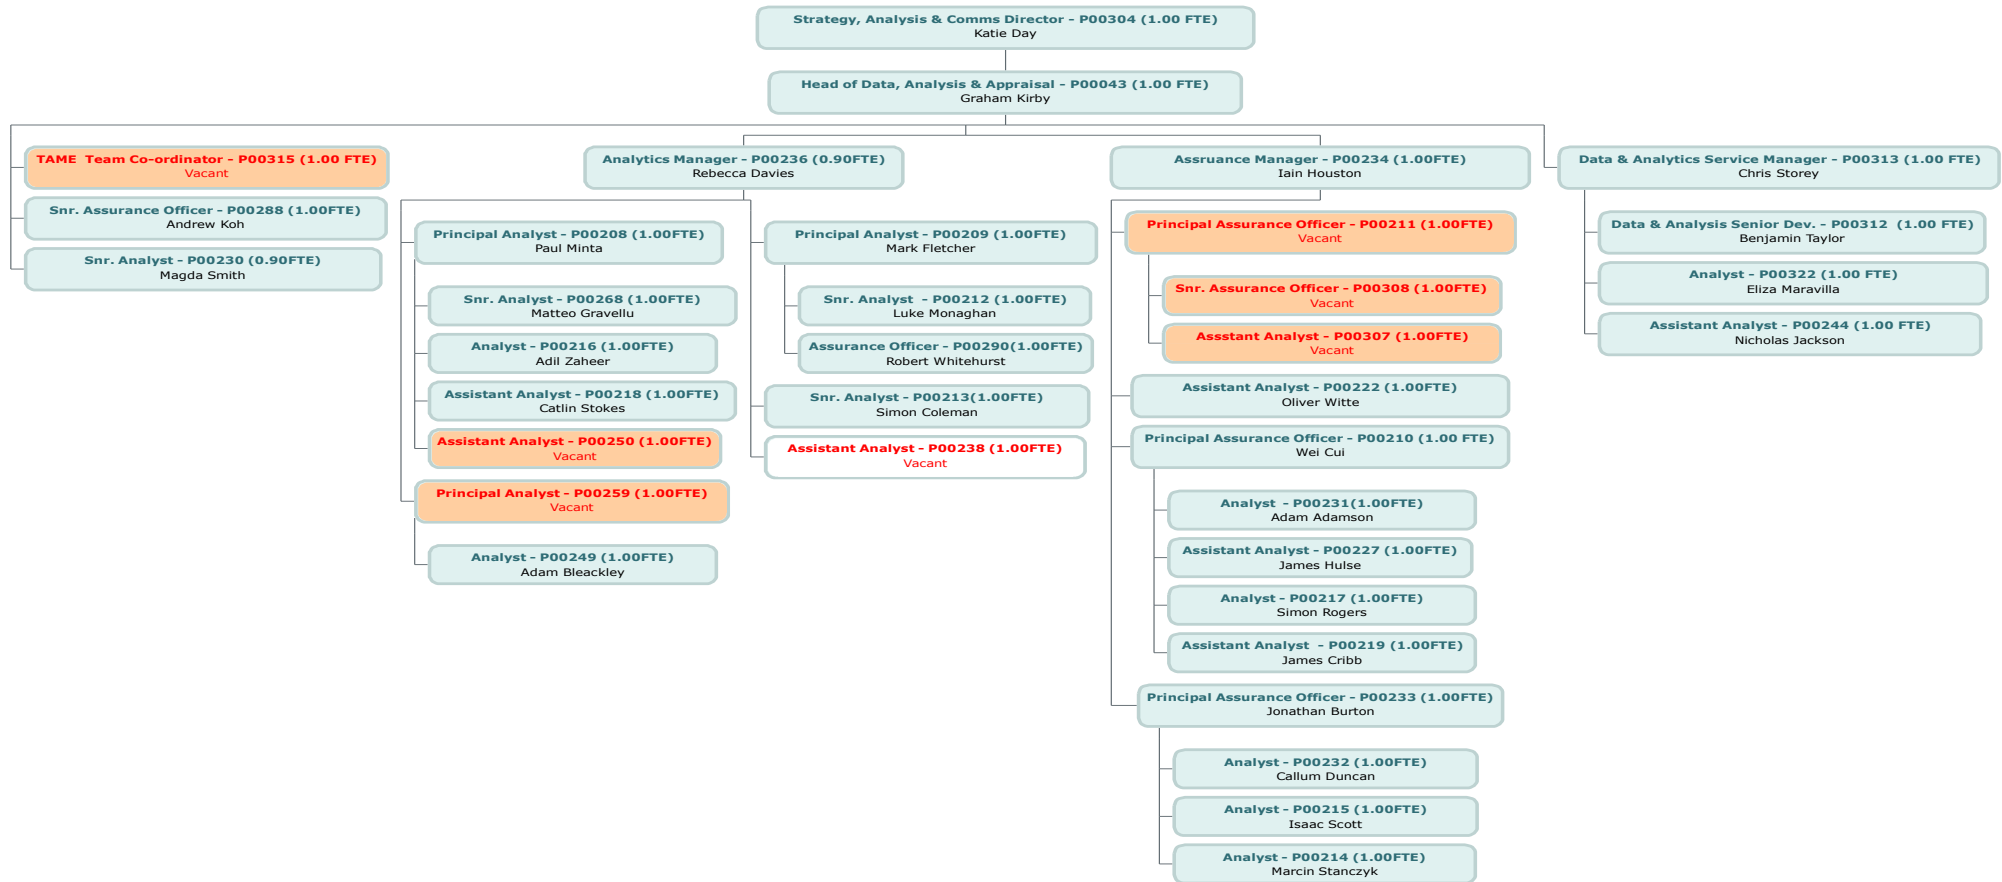 Strategy, Analysis & Comms Director - P00304 (1.00 FTE)
Katie Day
Head of Data, Analysis & Appraisal - P00043 (1.00 FTE)
Graham Kirby
TAME  Team Co-ordinator - P00315 (1.00 FTE)
Vacant
Snr. Assurance Officer - P00288 (1.00FTE)
Andrew Koh
Snr. Analyst - P00230 (0.90FTE)
Magda Smith
Analytics Manager - P00236 (0.90FTE)
Rebecca Davies
Principal Analyst - P00208 (1.00FTE)
Paul Minta
Snr. Analyst - P00268 (1.00FTE)
Matteo Gravellu
Analyst - P00216 (1.00FTE)
Adil Zaheer
Assistant Analyst - P00218 (1.00FTE)
Catlin Stokes
Assistant Analyst - P00250 (1.00FTE)
Vacant
Principal Analyst - P00259 (1.00FTE)
Vacant
Analyst - P00249 (1.00FTE)
Adam Bleackley
Principal Analyst - P00209 (1.00FTE)
Mark Fletcher
Snr. Analyst  - P00212 (1.00FTE)
Luke Monaghan
Assurance Officer - P00290(1.00FTE)
Robert Whitehurst
Snr. Analyst - P00213(1.00FTE)
Simon Coleman
Assistant Analyst - P00238 (1.00FTE)
Vacant
Assruance Manager - P00234 (1.00FTE)
Iain Houston
Principal Assurance Officer - P00211 (1.00FTE)
Vacant
Snr. Assurance Officer - P00308 (1.00FTE)
Vacant
Asstant Analyst - P00307 (1.00FTE)
Vacant
Assistant Analyst - P00222 (1.00FTE)
Oliver Witte
Principal Assurance Officer - P00210 (1.00 FTE)
Wei Cui
Analyst  - P00231(1.00FTE)
Adam Adamson
Assistant Analyst - P00227 (1.00FTE)
James Hulse
Analyst - P00217 (1.00FTE)
Simon Rogers
Assistant Analyst  - P00219 (1.00FTE)
James Cribb
Principal Assurance Officer - P00233 (1.00FTE)
Jonathan Burton
Analyst - P00232 (1.00FTE)
Callum Duncan
Analyst - P00215 (1.00FTE)
Isaac Scott
Analyst - P00214 (1.00FTE)
Marcin Stanczyk
Data & Analytics Service Manager - P00313 (1.00 FTE)
Chris Storey
Data & Analysis Senior Dev. - P00312  (1.00 FTE)
Benjamin Taylor
Analyst - P00322 (1.00 FTE)
Eliza Maravilla
Assistant Analyst - P00244 (1.00 FTE)
Nicholas Jackson